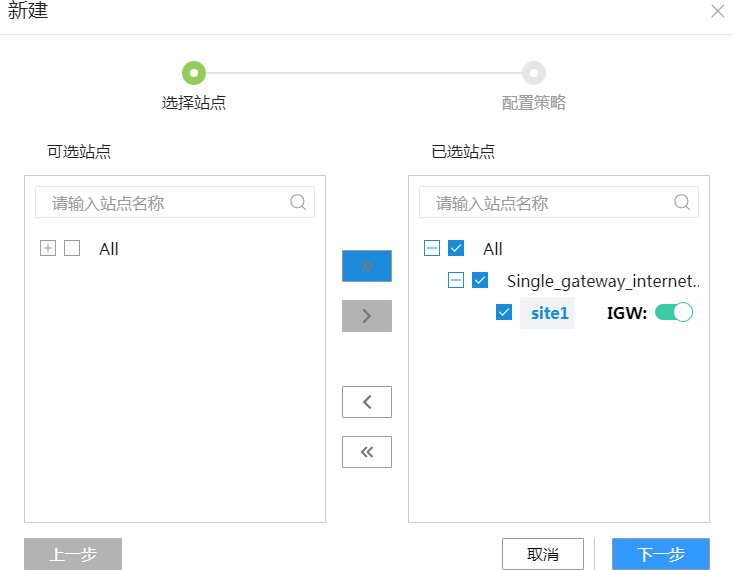 新建
选择站点
配置策略
可选站点
已选站点
请输入站点名称
请输入站点名称
All
All
Single_gateway_internet..
site1 IGW:
上一步
取消
下一步